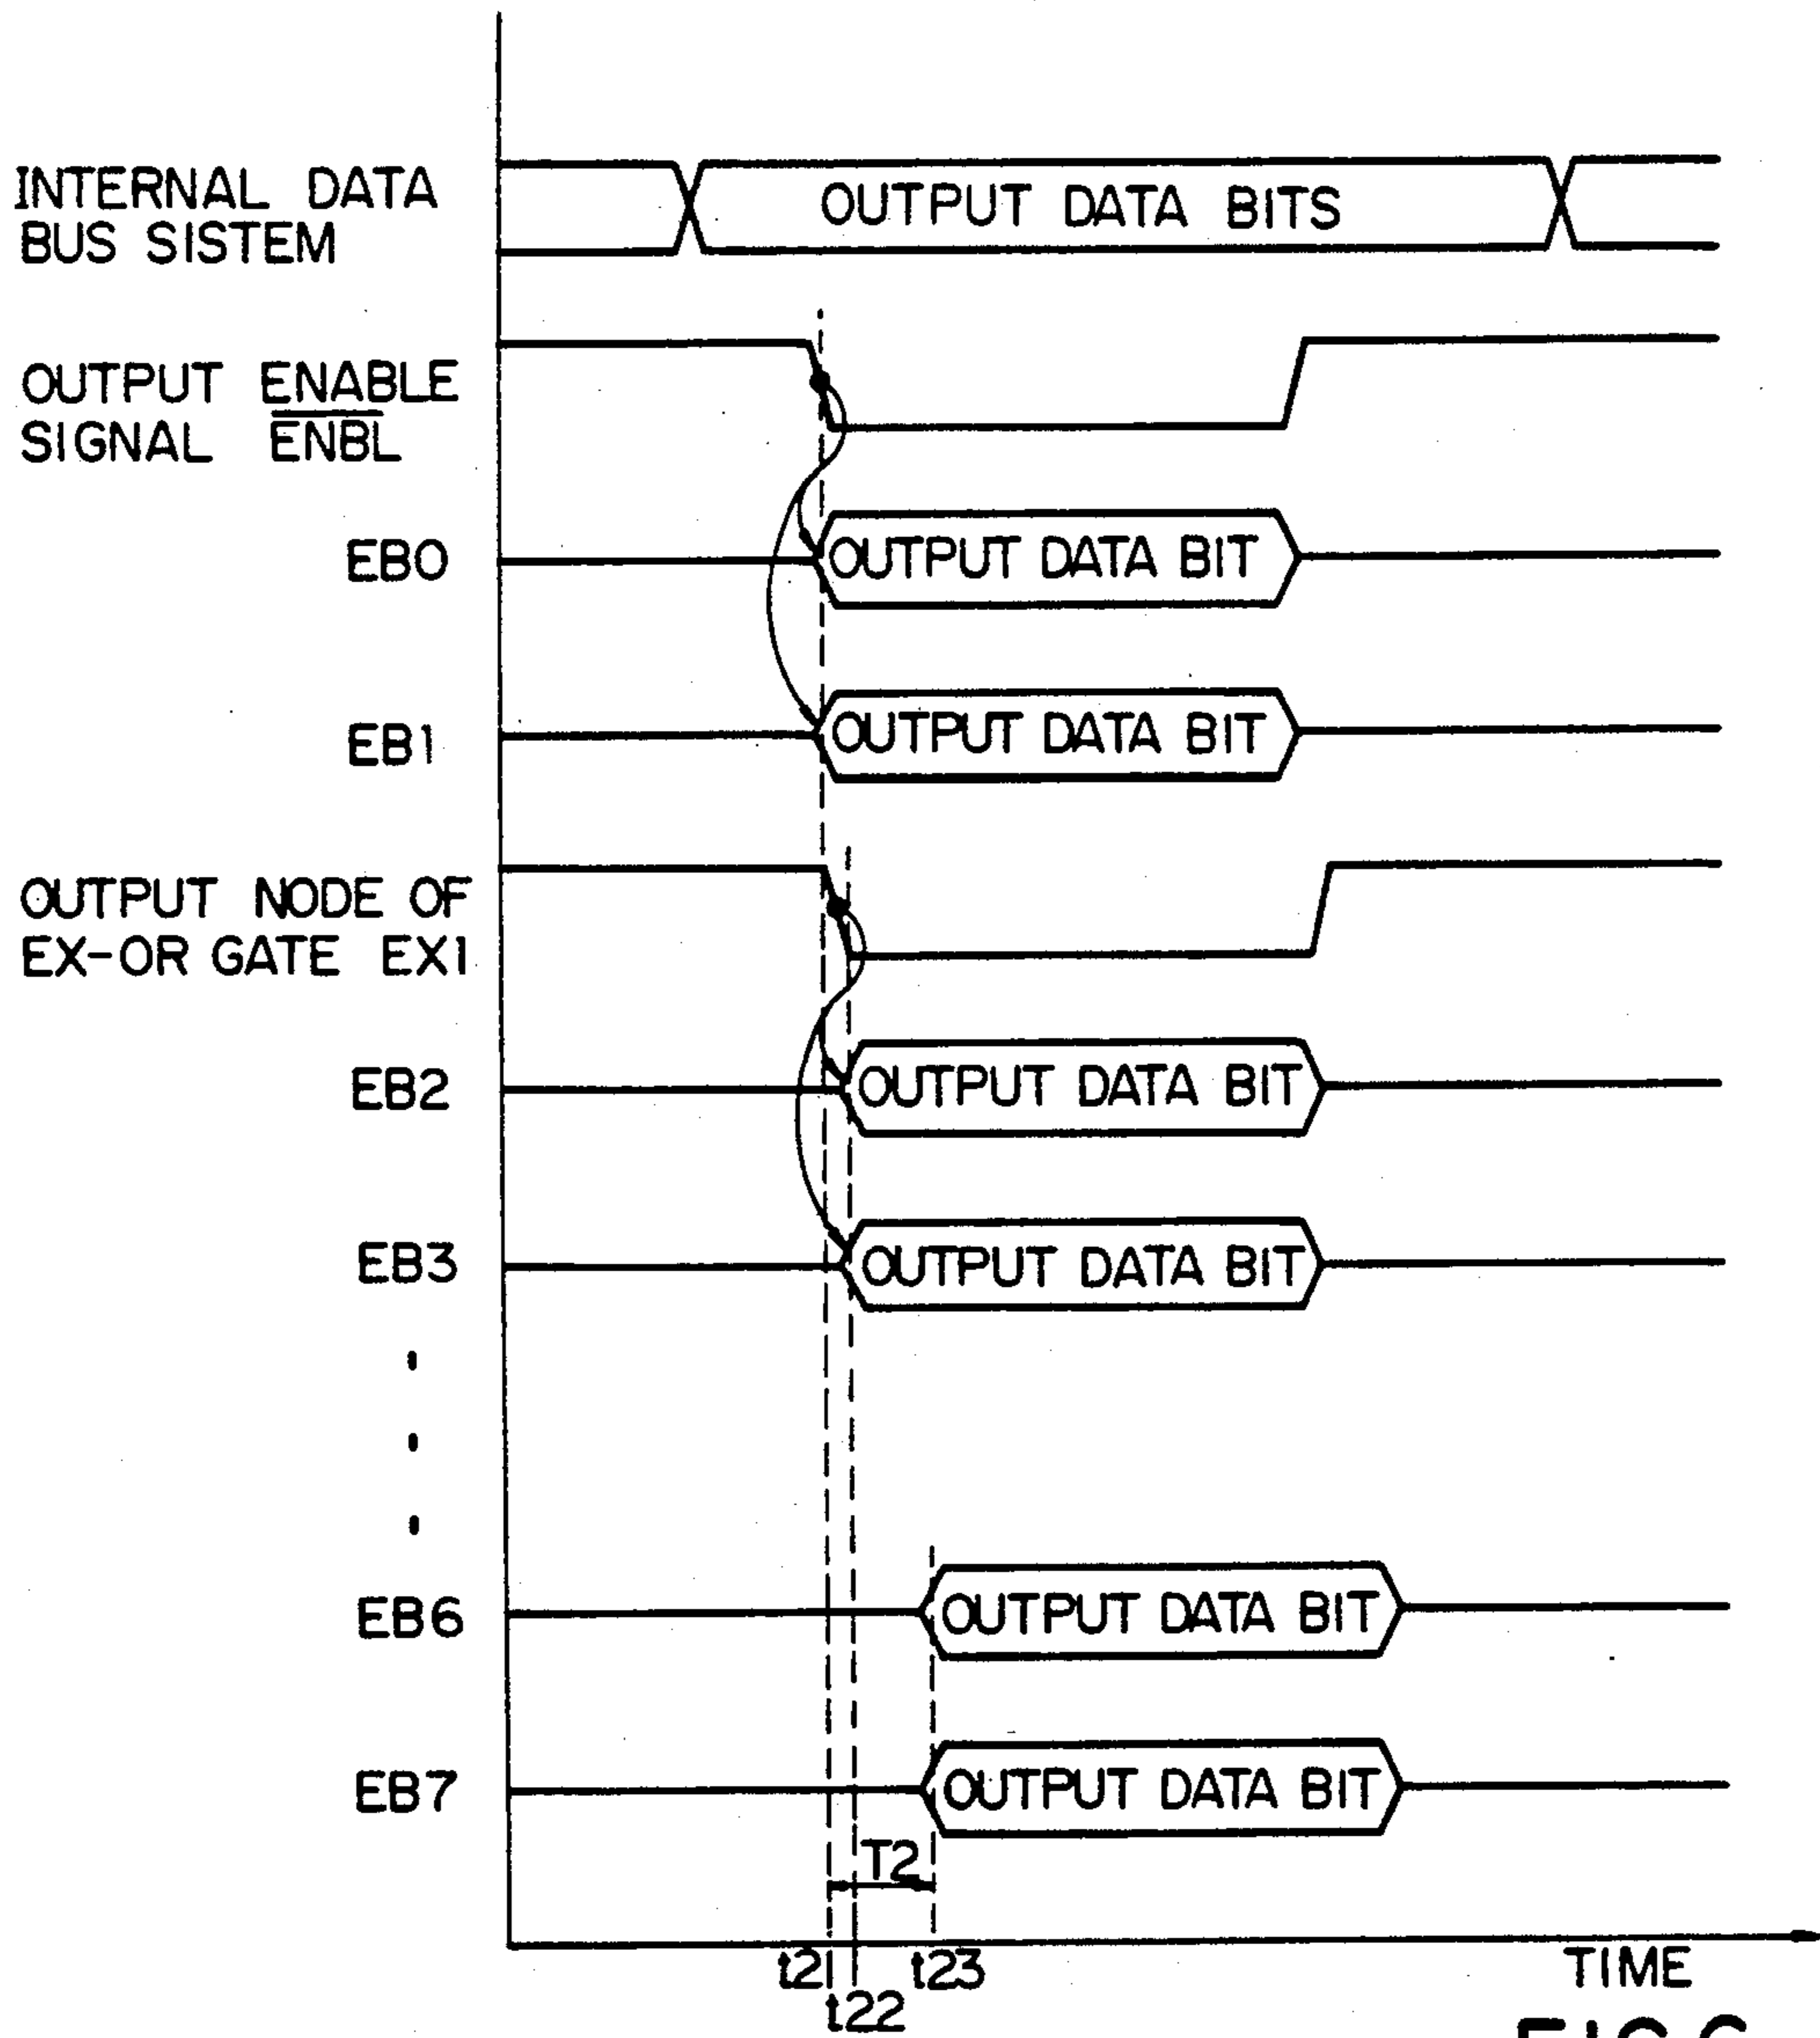 INTERNAL DATA
BUS SISTEM
OUTPUT DATA BITS
OUTPUT ENABLE
SIGNAL ENBL
EB0
OUTPUT DATA BIT
EB1
OUTPUT DATA BIT
OUTPUT NODE OF
EX-OR GATE EX1
EB2
OUTPUT DATA BIT
EB3
OUTPUT DATA BIT
EB6
OUTPUT DATA BIT
EB7
OUTPUT DATA BIT
T2
t21
t22
t23
TIME